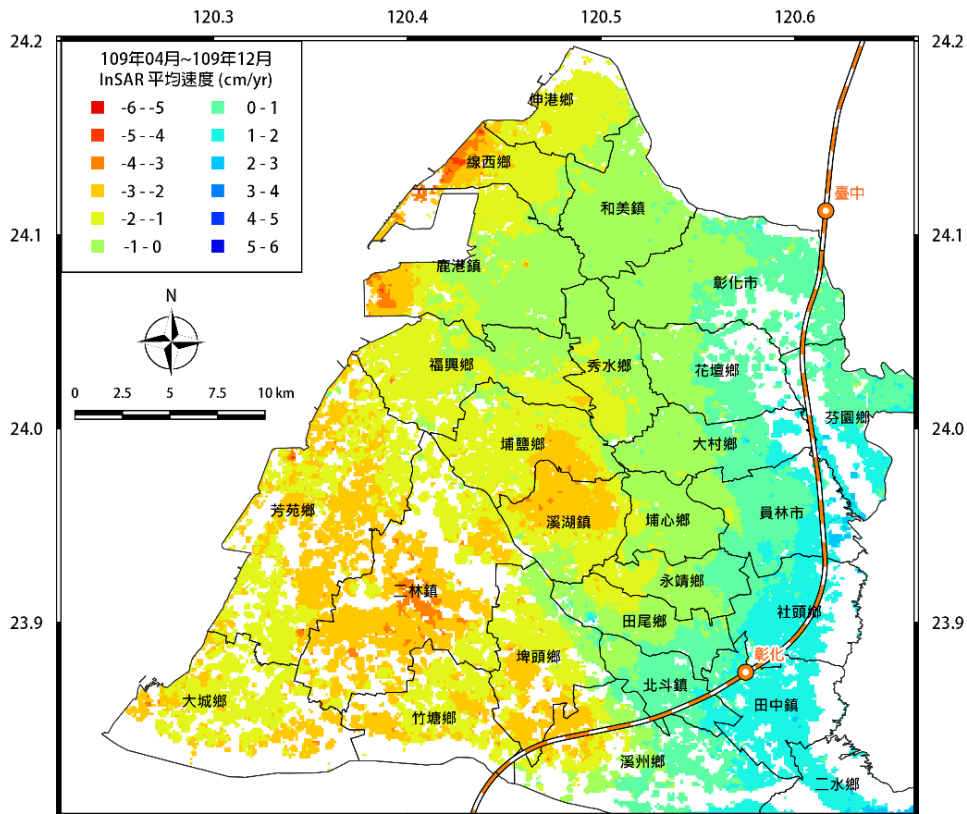 120.3 120.4 120.5 120.6
24.2 24.2
109年04月~109年12月
InSAR 平均速度 (cm/yr)
-6--5 0 - 1
-5--4 1 - 2
-4--3 2 - 3
-3--2 3 - 4
-2--1 4 - 5
-1 - 0 5 - 6
伸港鄉
線西鄉
和美鎮
臺中
24.1 24.1
鹿港鎮
彰化市
N
福興鄉 秀水鄉 花壇鄉
0 2.5 5 7.5 10 km
芬園鄉
24.0 24.0
埔鹽鄉 大村鄉
芳苑鄉 溪湖鎮 埔心鄉 員林市
永靖鄉
二林鎮 社頭鄉
23.9 田尾鄉 23.9
埤頭鄉 彰化
北斗鎮
大城鄉 竹塘鄉 田中鎮
溪州鄉
二水鄉